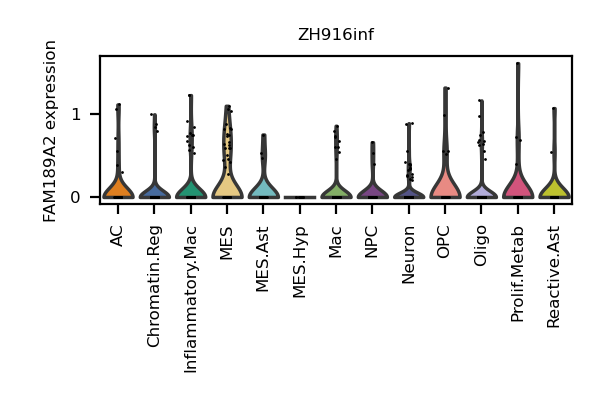 ZH916inf
FAM189A2 expression
1
0
AC
Chromatin.Reg
Inflammatory.Mac
MES
MES.Ast
MES.Hyp
Mac
NPC
Neuron
OPC
Oligo
Prolif.Metab
Reactive.Ast